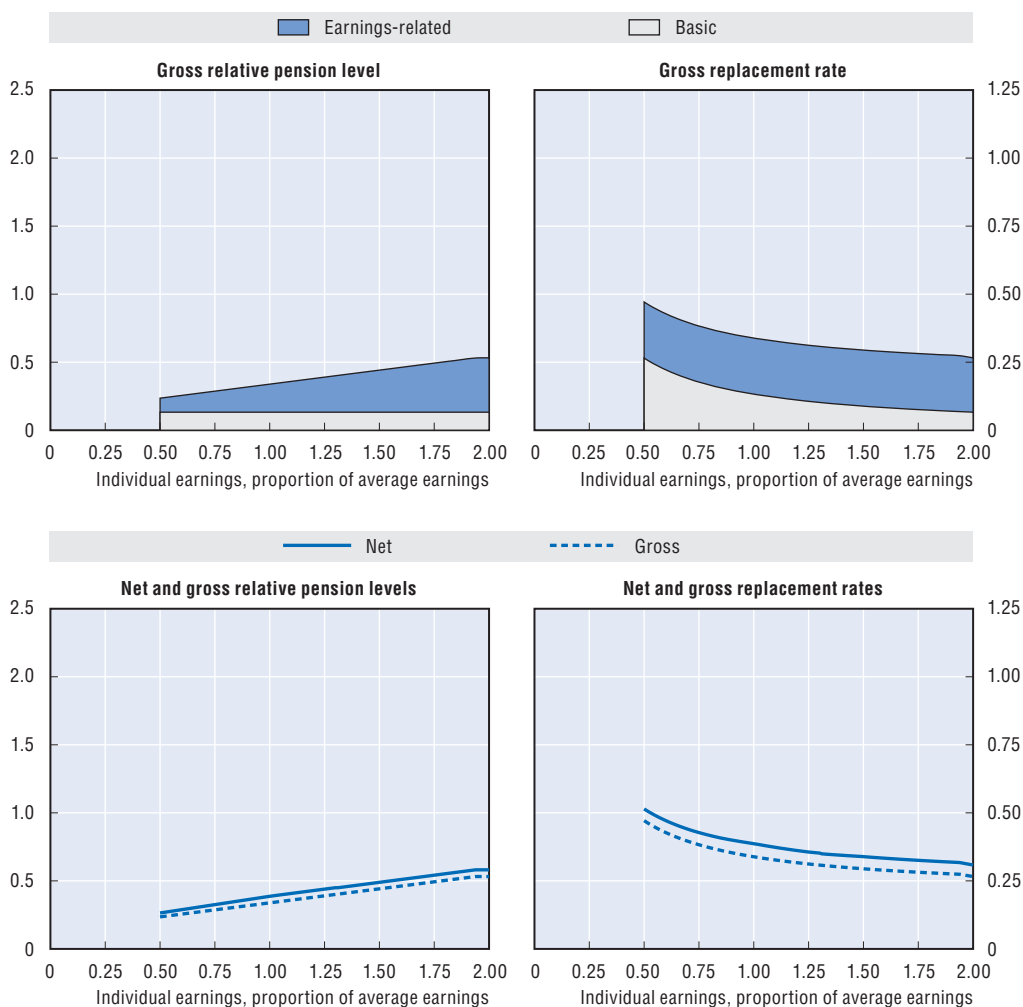 Earnings-related Basic
Gross relative pension level Gross replacement rate
2.5 1.25
2.0 1.00
1.5 0.75
1.0 0.50
0.5 0.25
0 0
0 0.25 0.50 0.75 1.00 1.25 1.50 1.75 2.00 0 0.25 0.50 0.75 1.00 1.25 1.50 1.75 2.00
Individual earnings, proportion of average earnings Individual earnings, proportion of average earnings
Net Gross
Net and gross relative pension levels Net and gross replacement rates
2.5 1.25
2.0 1.00
1.5 0.75
1.0 0.50
0.5 0.25
0 0
0 0.25 0.50 0.75 1.00 1.25 1.50 1.75 2.00 0 0.25 0.50 0.75 1.00 1.25 1.50 1.75 2.00
Individual earnings, proportion of average earnings Individual earnings, proportion of average earnings